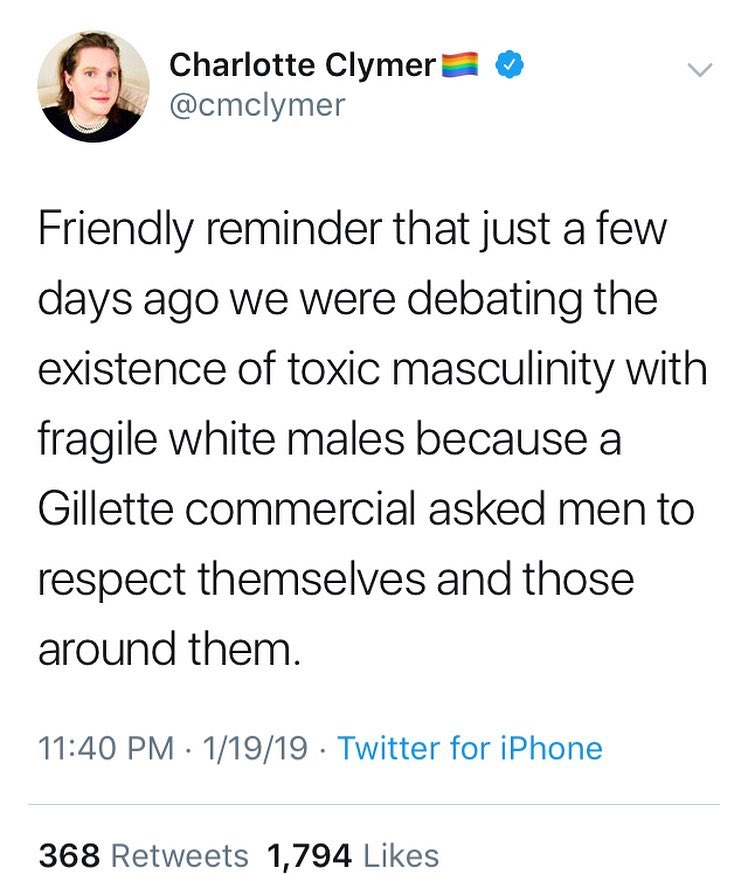 Charlotte Clymer🏳️‍🌈
@cmclymer
Friendly reminder that just a few
days ago we were debating the
existence of toxic masculinity with
fragile white males because a
Gillette commercial asked men to
respect themselves and those
around them.
11:40 PM · 1/19/19 · Twitter for iPhone
368 Retweets 1,794 Likes